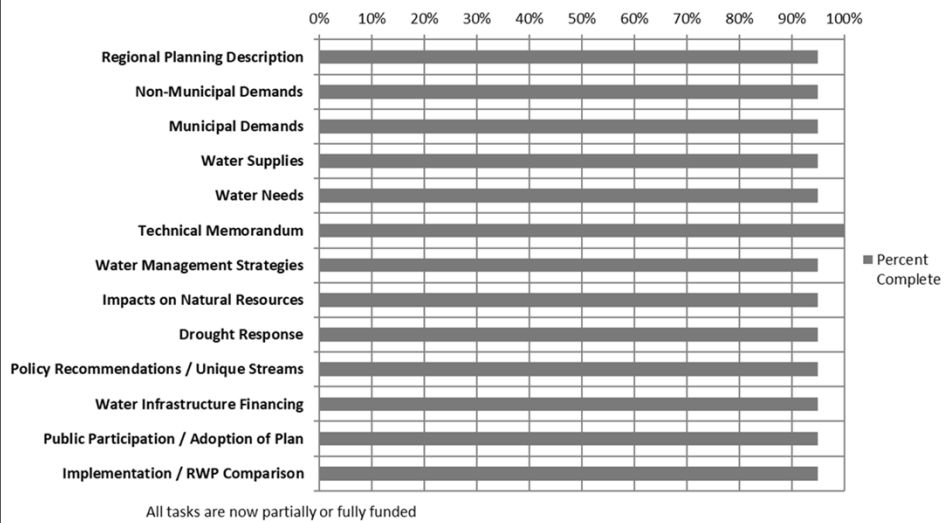 0% 10% 20% 30% 40% 50% 60% 70% 80% 90% 100%
Regional Planning Description
Non-Municipal Demands
Municipal Demands
Water Supplies
Water Needs
Technical Memorandum
Water Management Strategies
Impacts on Natural Resources
Drought Response
Policy Recommendations / Unique Streams
Water Infrastructure Financing
Public Participation / Adoption of Plan
Implementation / RWP Comparison
Percent
Complete
All tasks are now partially or fully funded